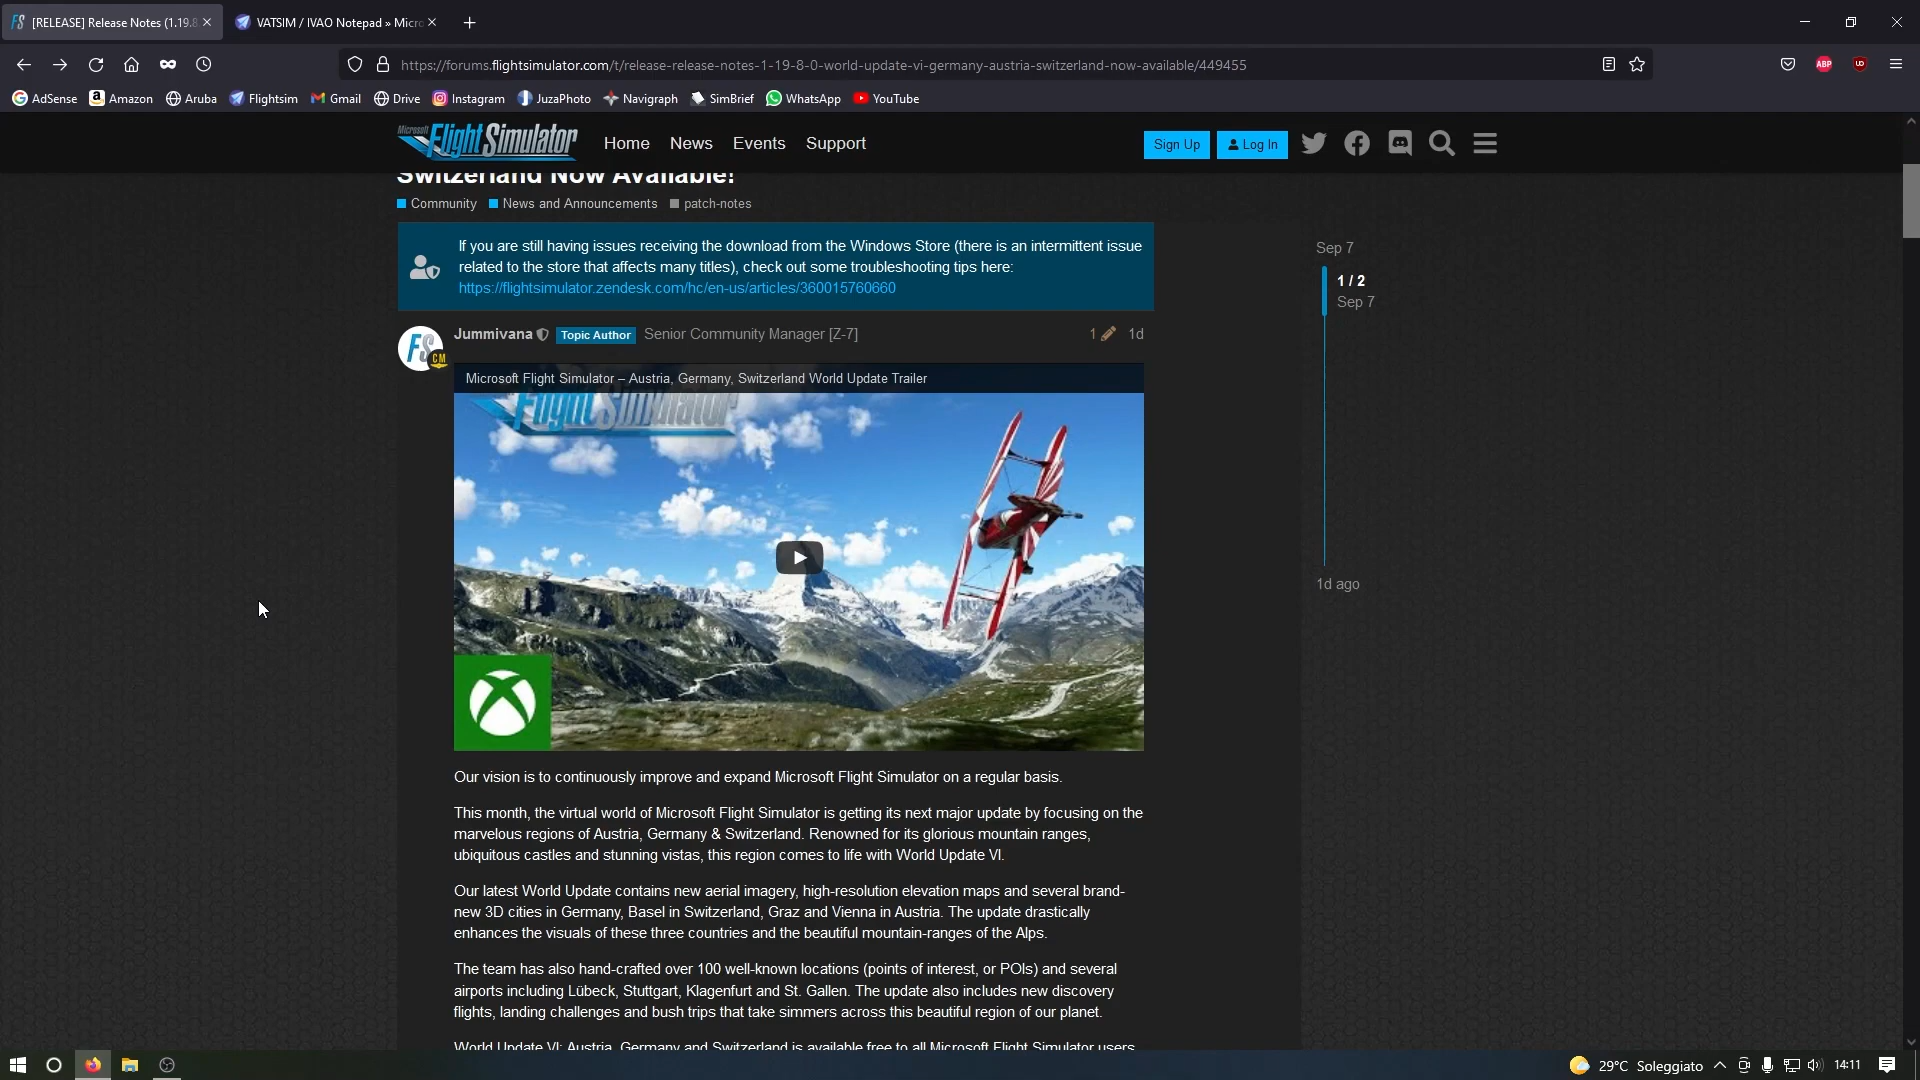 [RELEASE] Release Notes (1.19.8
VATSIM / IVAO Notepad » Micro
https://forums.flightsimulator.com/t/release-release-notes-1-19-8-0-world-update-vi-germany-austria-switzerland-now-available/449455
ABP
AdSense
Amazon
Aruba
Flightsim
Gmail
Drive
Instagram
JuzaPhoto
Navigraph
SimBrief
WhatsApp
YouTube
Microsoft Flight Simulator
Home
News
Events
Support
Sign Up
Log In
Switzerland Now Available!
Community
News and Announcements
patch-notes
If you are still having issues receiving the download from the Windows Store (there is an intermittent issue
related to the store that affects many titles), check out some troubleshooting tips here:
https://flightsimulator.zendesk.com/hc/en-us/articles/360015760660
Sep 7
1 / 2
Sep 7
1d ago
FS
CM
Jummivana
Topic Author
Senior Community Manager [Z-7]
1
1d
Microsoft Flight Simulator – Austria, Germany, Switzerland World Update Trailer
Flight Simulator
Our vision is to continuously improve and expand Microsoft Flight Simulator on a regular basis.
This month, the virtual world of Microsoft Flight Simulator is getting its next major update by focusing on the
marvelous regions of Austria, Germany & Switzerland. Renowned for its glorious mountain ranges,
ubiquitous castles and stunning vistas, this region comes to life with World Update VI.
Our latest World Update contains new aerial imagery, high-resolution elevation maps and several brand-
new 3D cities in Germany, Basel in Switzerland, Graz and Vienna in Austria. The update drastically
enhances the visuals of these three countries and the beautiful mountain-ranges of the Alps.
The team has also hand-crafted over 100 well-known locations (points of interest, or POIs) and several
airports including Lübeck, Stuttgart, Klagenfurt and St. Gallen. The update also includes new discovery
flights, landing challenges and bush trips that take simmers across this beautiful region of our planet.
World Update VI: Austria, Germany and Switzerland is available free to all Microsoft Flight Simulator users
29°C Soleggiato
14:11